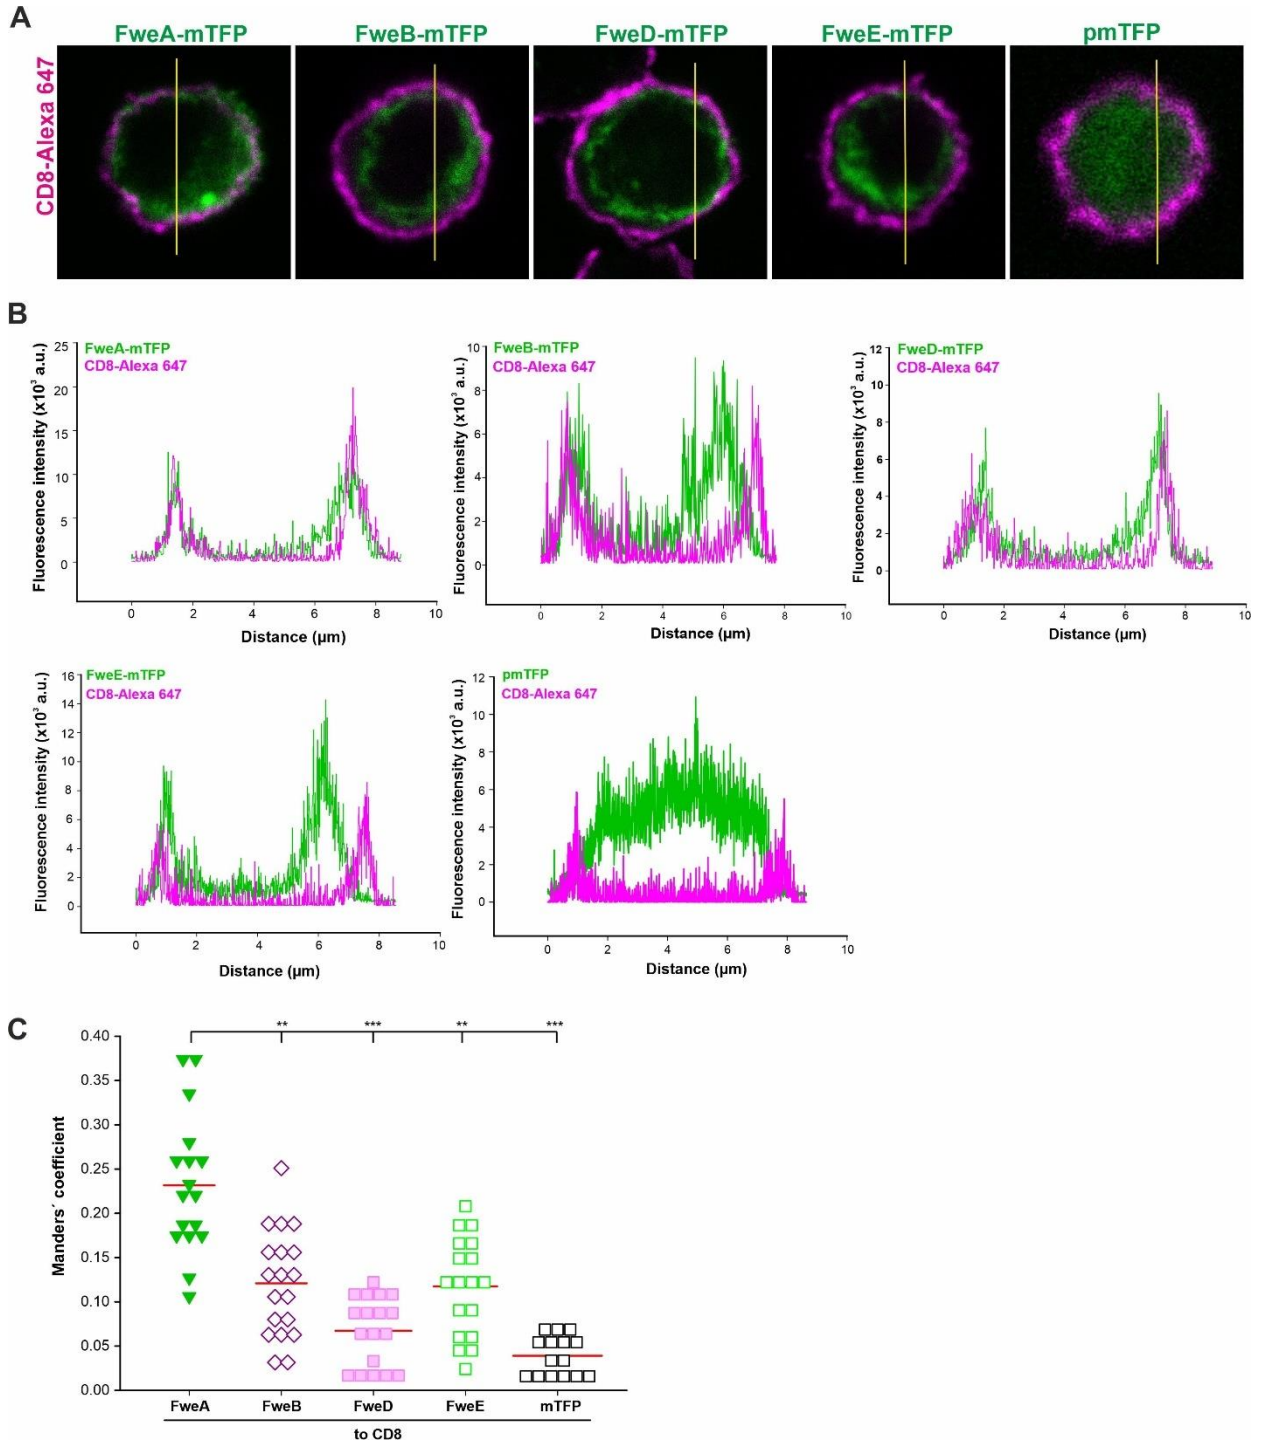 A
FweA-mTFP
FweB-mTFP
FweD-mTFP
FweE-mTFP
pmTFP
CD8-Alexa 647
B
FweA-mTFP
CD8-Alexa 647
Fluorescence intensity (x10³ a.u.)
25
20
15
10
5
0
0 2 4 6 8 10
Distance (µm)
FweB-mTFP
CD8-Alexa 647
Fluorescence intensity (x10³ a.u.)
10
8
6
4
2
0
0 2 4 6 8 10
Distance (µm)
FweD-mTFP
CD8-Alexa 647
Fluorescence intensity (x10³ a.u.)
12
10
8
6
4
2
0
0 2 4 6 8 10
Distance (µm)
FweE-mTFP
CD8-Alexa 647
Fluorescence intensity (x10³ a.u.)
16
14
12
10
8
6
4
2
0
0 2 4 6 8 10
Distance (µm)
pmTFP
CD8-Alexa 647
Fluorescence intensity (x10³ a.u.)
12
10
8
6
4
2
0
0 2 4 6 8 10
Distance (µm)
C
** *** ** ***
Manders´ coefficient
0.40
0.35
0.30
0.25
0.20
0.15
0.10
0.05
0.00
FweA FweB FweD FweE mTFP
to CD8